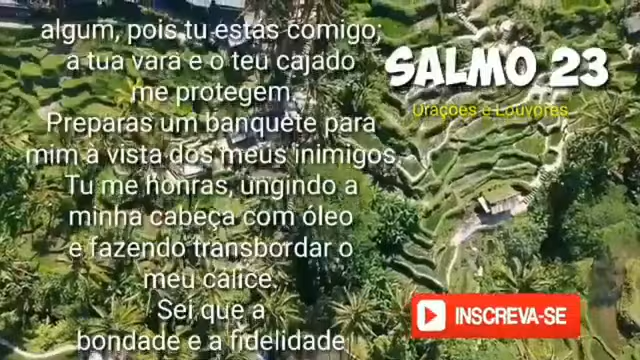 algum, pois tu estás comigo;
a tua vara e o teu cajado
me protegem.
Preparas um banquete para
mim à vista dos meus inimigos.
Tu me honras, ungindo a
minha cabeça com óleo
e fazendo transbordar o
meu cálice.
Sei que a
bondade e a fidelidade
SALMO 23
Orações e Louvores
INSCREVA-SE